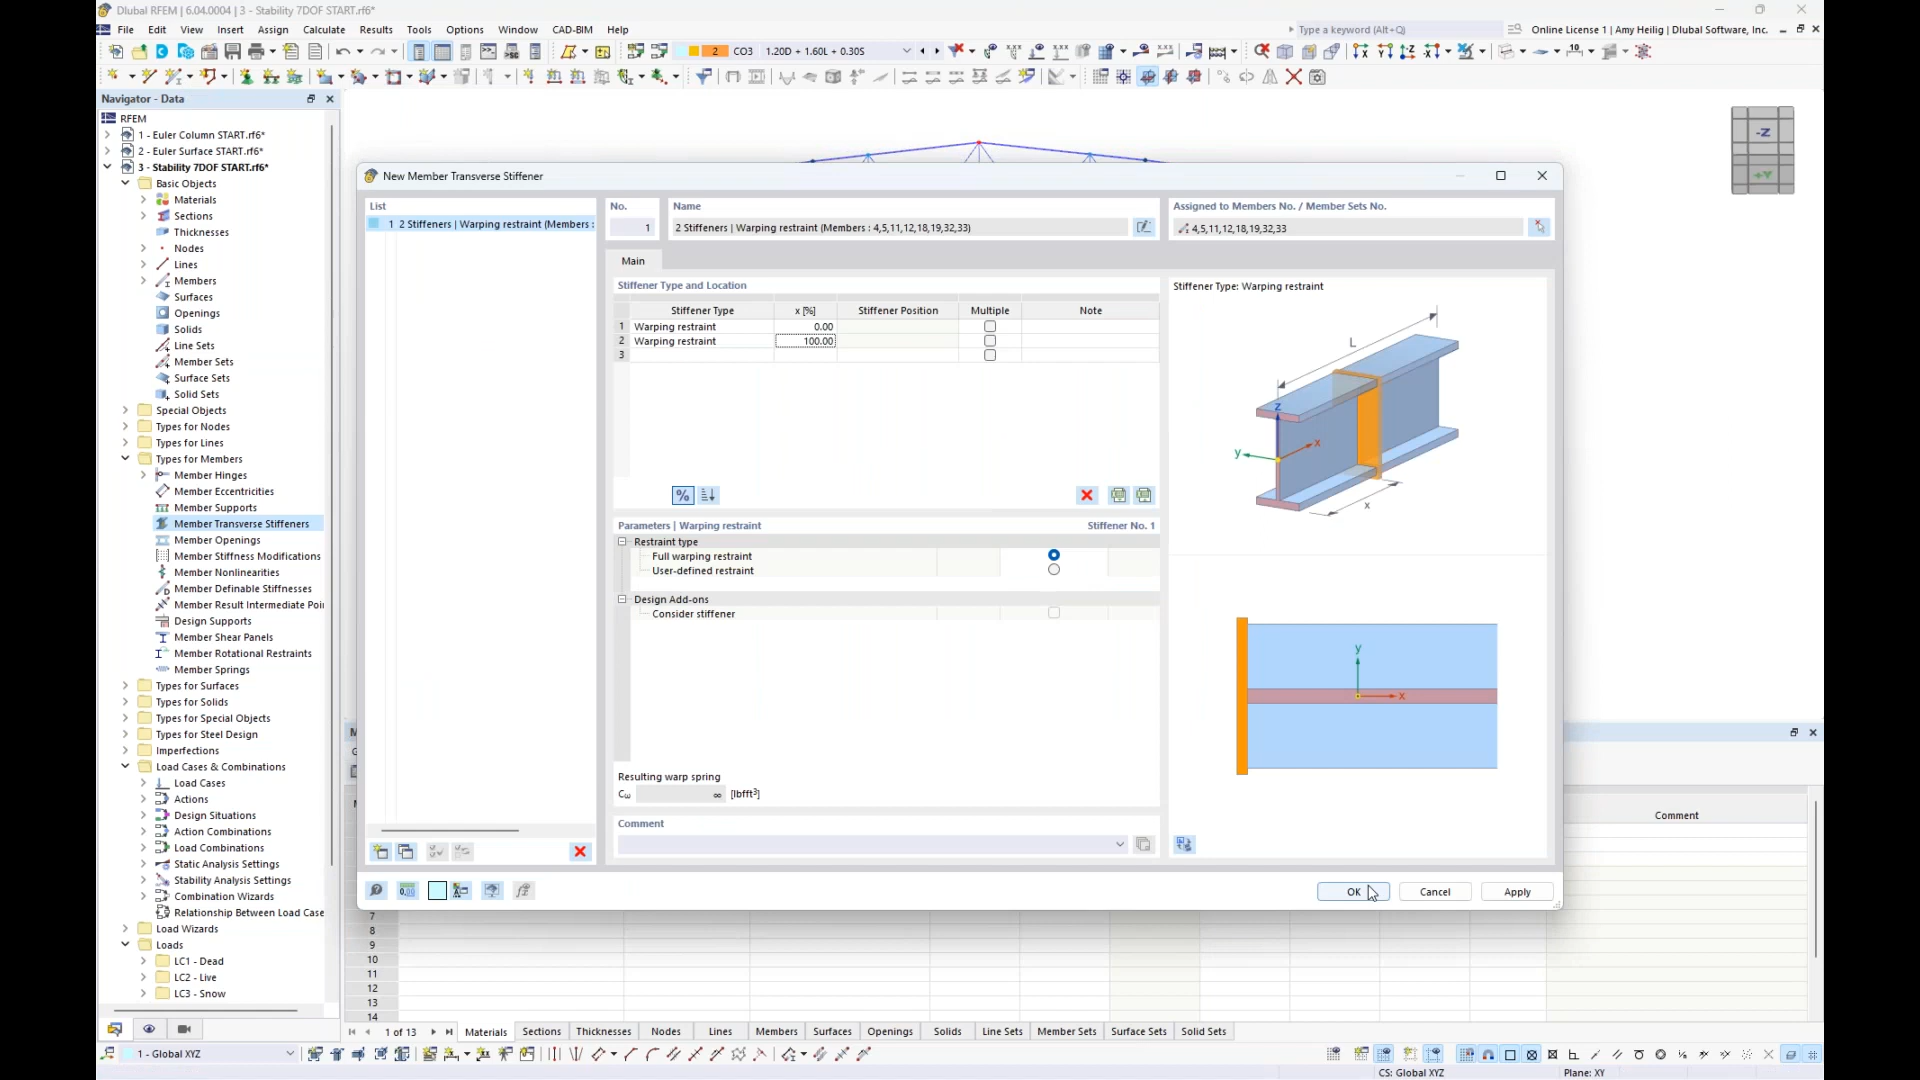 Dlubal RFEM | 6.04.0004 | 3 - Stability 7DOF START.rf6*
File Edit View Insert Assign Calculate Results Tools Options Window CAD-BIM Help
Type a keyword (Alt+Q)
Online License 1 | Amy Heilig | Dlubal Software, Inc.
2 CO3 1.20D + 1.60L + 0.30S
Navigator - Data
RFEM
1 - Euler Column START.rf6*
2 - Euler Surface START.rf6*
3 - Stability 7DOF START.rf6*
Basic Objects
Materials
Sections
Thicknesses
Nodes
Lines
Members
Surfaces
Openings
Solids
Line Sets
Member Sets
Surface Sets
Solid Sets
Special Objects
Types for Nodes
Types for Lines
Types for Members
Member Hinges
Member Eccentricities
Member Supports
Member Transverse Stiffeners
Member Openings
Member Stiffness Modifications
Member Nonlinearities
Member Definable Stiffnesses
Member Result Intermediate Poi
Design Supports
Member Shear Panels
Member Rotational Restraints
Member Springs
Types for Surfaces
Types for Solids
Types for Special Objects
Types for Steel Design
Imperfections
Load Cases & Combinations
Load Cases
Actions
Design Situations
Action Combinations
Load Combinations
Static Analysis Settings
Stability Analysis Settings
Combination Wizards
Relationship Between Load Case
Load Wizards
Loads
LC1 - Dead
LC2 - Live
LC3 - Snow
1 - Global XYZ
-Z
+Y
New Member Transverse Stiffener
List
1 2 Stiffeners | Warping restraint (Members :
No.
1
Name
2 Stiffeners | Warping restraint (Members : 4,5,11,12,18,19,32,33)
Assigned to Members No. / Member Sets No.
4,5,11,12,18,19,32,33
Main
Stiffener Type and Location
Stiffener Type x [%] Stiffener Position Multiple Note
1 Warping restraint 0.00
2 Warping restraint 100.00
3
%
Parameters | Warping restraint Stiffener No. 1
Restraint type
Full warping restraint
User-defined restraint
Design Add-ons
Consider stiffener
Resulting warp spring
Cω ∞ [lbfft³]
Comment
Stiffener Type: Warping restraint
L
z
x
y
x
y
x
OK Cancel Apply
Comment
7
8
9
10
11
12
13
14
1 of 13 Materials Sections Thicknesses Nodes Lines Members Surfaces Openings Solids Line Sets Member Sets Surface Sets Solid Sets
CS: Global XYZ Plane: XY